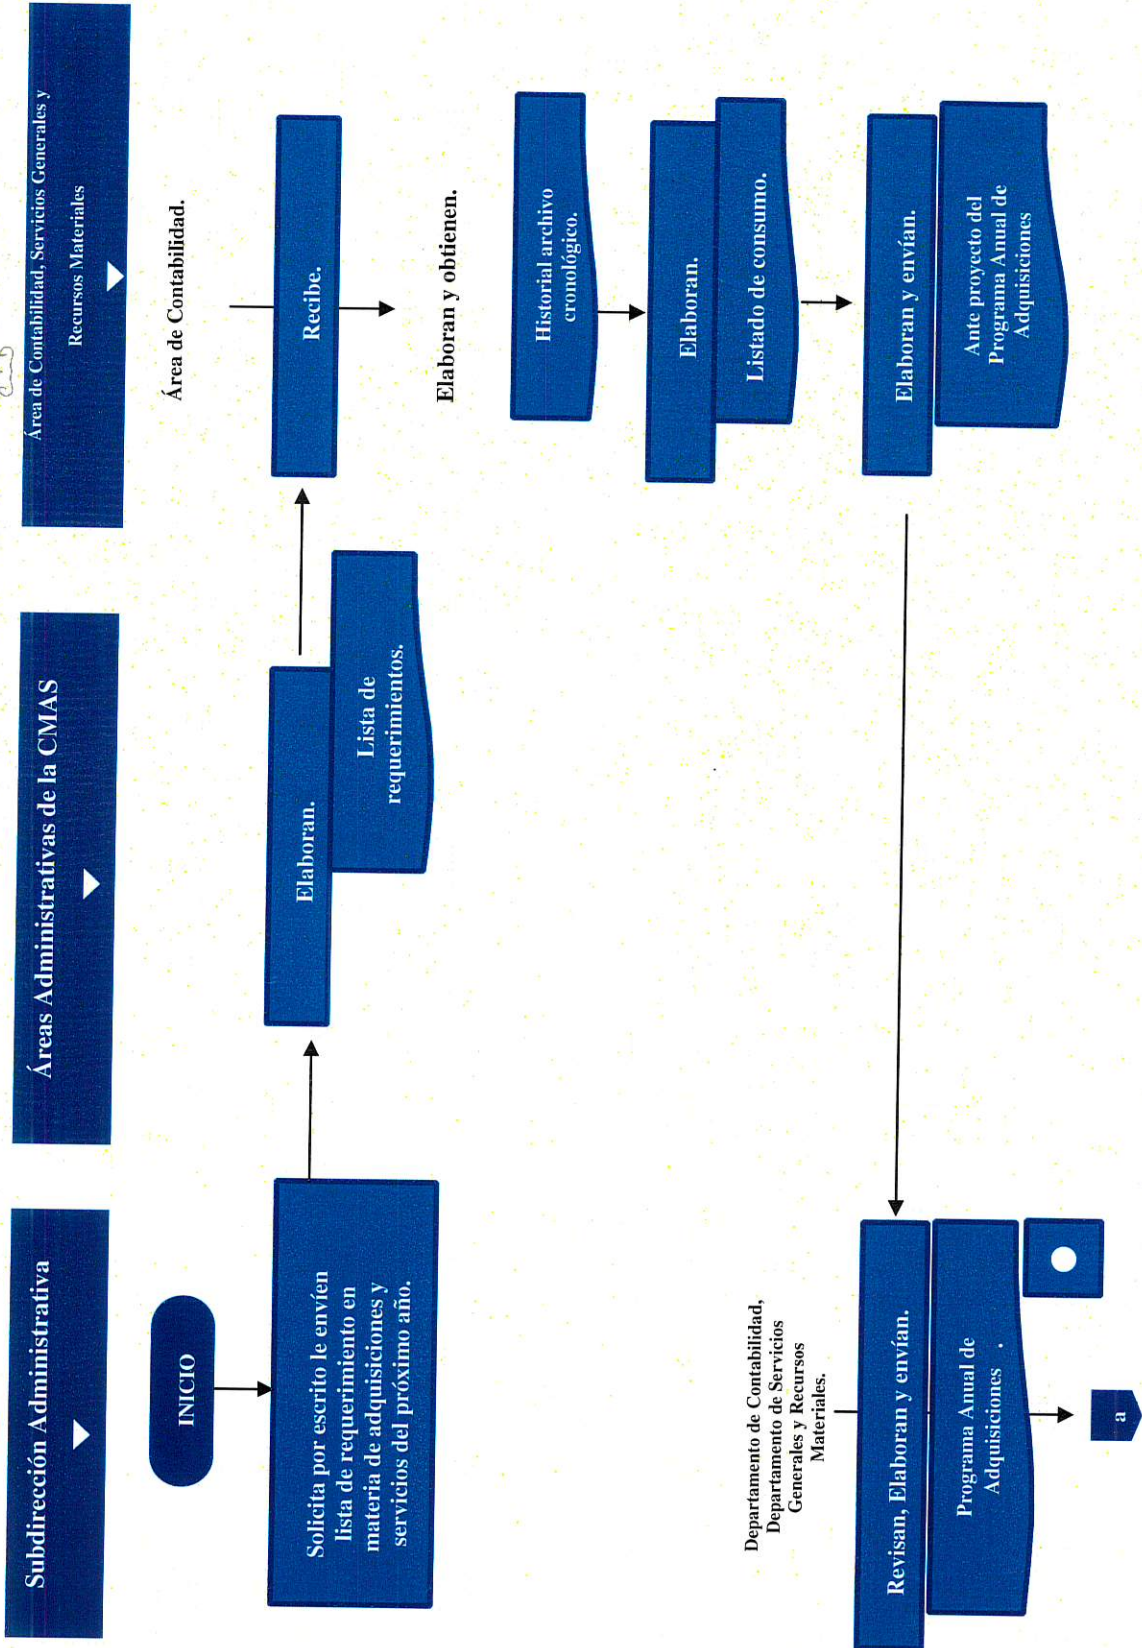 Subdirección Administrativa
Áreas Administrativas de la CMAS
Área de Contabilidad, Servicios Generales y
Recursos Materiales
INICIO
Solicita por escrito le envíen
lista de requerimiento en
materia de adquisiciones y
servicios del próximo año.
Elaboran.
Lista de
requerimientos.
Área de Contabilidad.
Recibe.
Elaboran y obtienen.
Historial archivo
cronológico.
Elaboran.
Listado de consumo.
Elaboran y envían.
Ante proyecto del
Programa Anual de
Adquisiciones
Departamento de Contabilidad,
Departamento de Servicios
Generales y Recursos
Materiales.
Revisan, Elaboran y envían.
Programa Anual de
Adquisiciones .
a